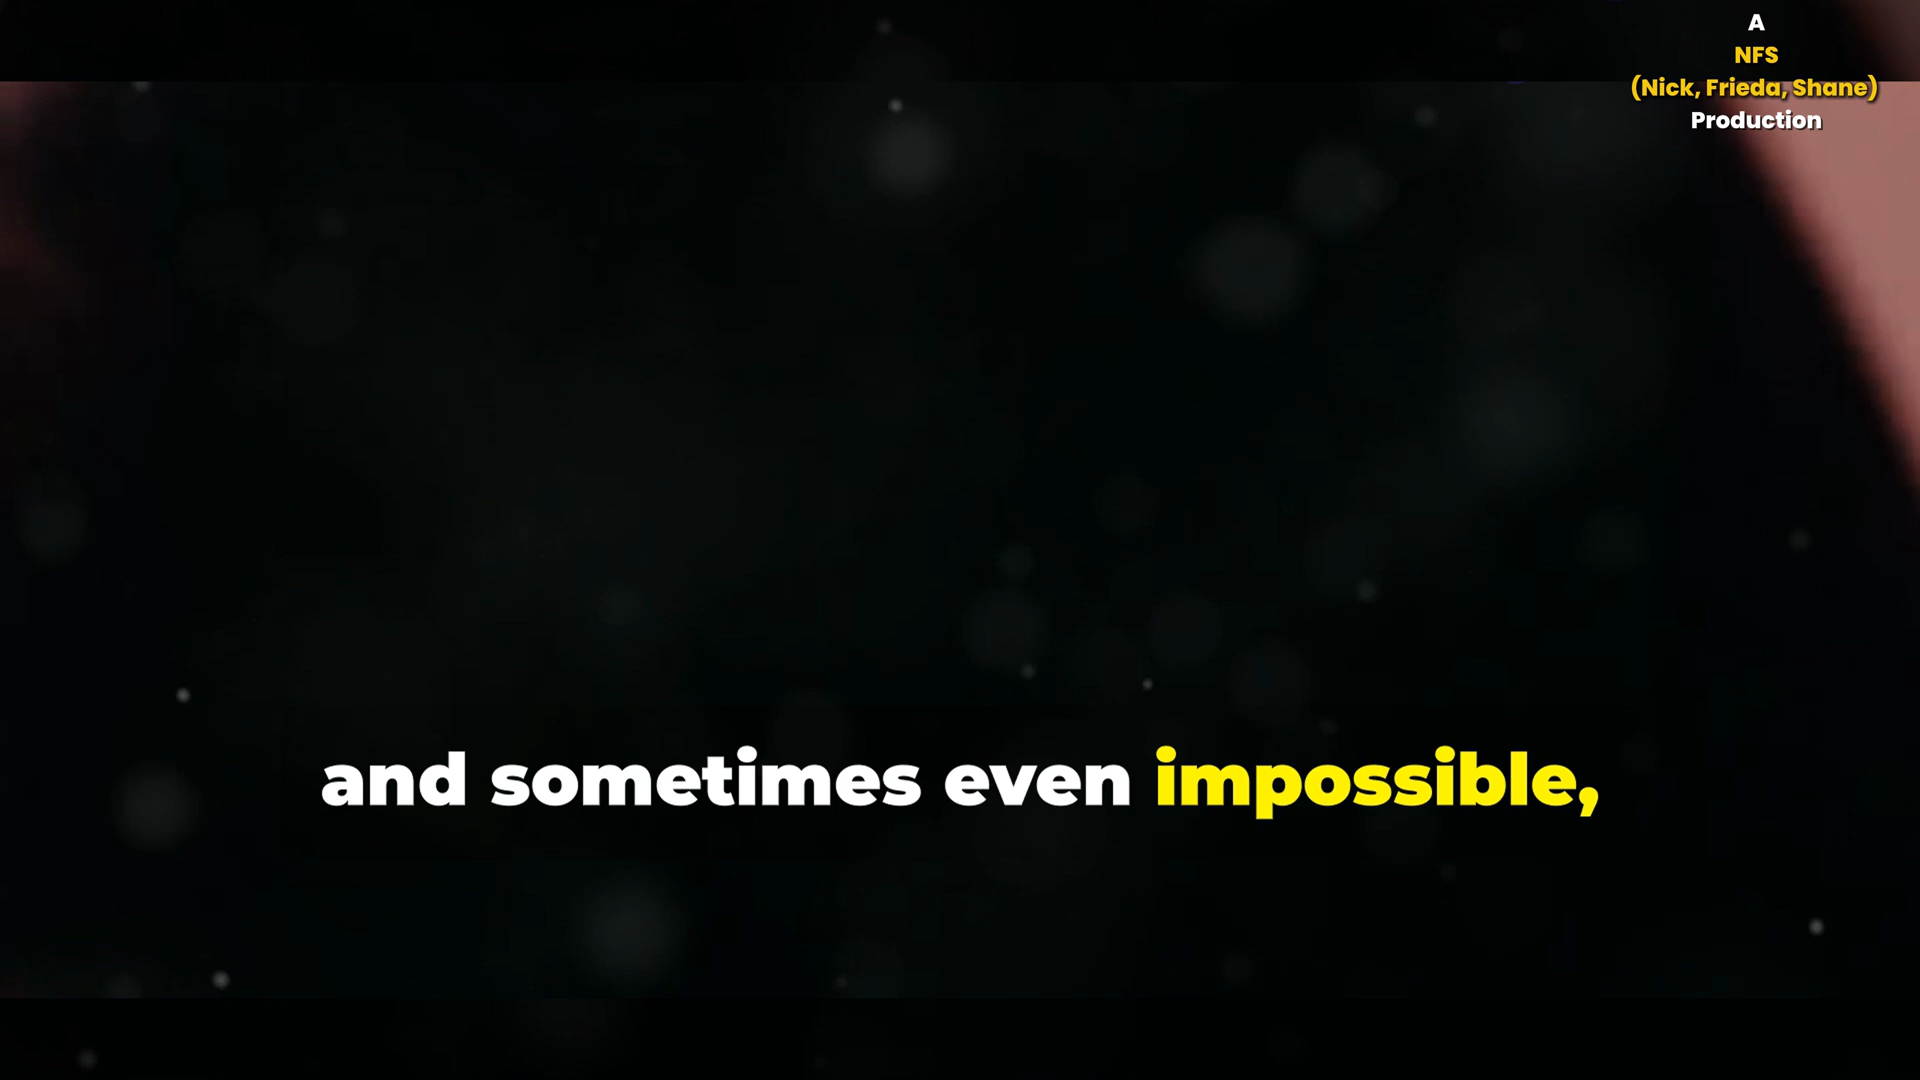 A
NFS
(Nick, Frieda, Shane)
Production
and sometimes even impossible,